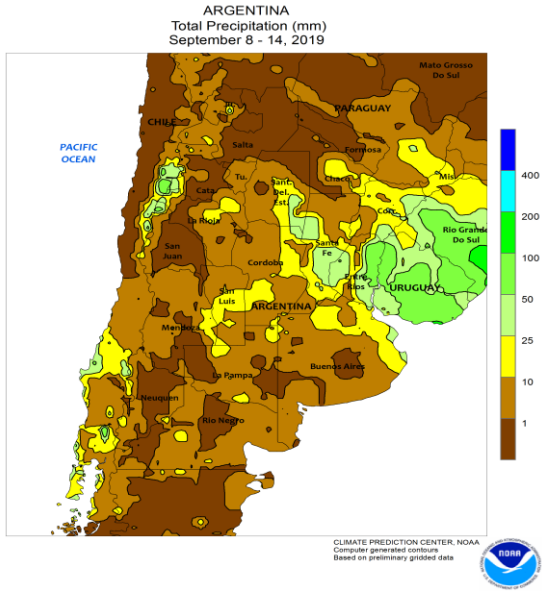 ARGENTINA
Total Precipitation (mm)
September 8 - 14, 2019
Mato Grosso
Do Sul
PARAGUAY
CHILE
PACIFIC
OCEAN
Salta
Formosa
Tu.
Sant.
Del.
Est.
Chaco
Misi
Cata.
La Rioja
Corr.
Rio Grande
Do Sul
San
Juan
Santa
Fe
Cordoba
Entre
Rios
URUGUAY
San
Luis
ARGENTINA
Mendoza
Buenos Aires
La Pampa
Neuquen
Rio Negro
400
200
100
50
25
10
1
CLIMATE PREDICTION CENTER, NOAA
Computer generated contours
Based on preliminary gridded data
NOAA